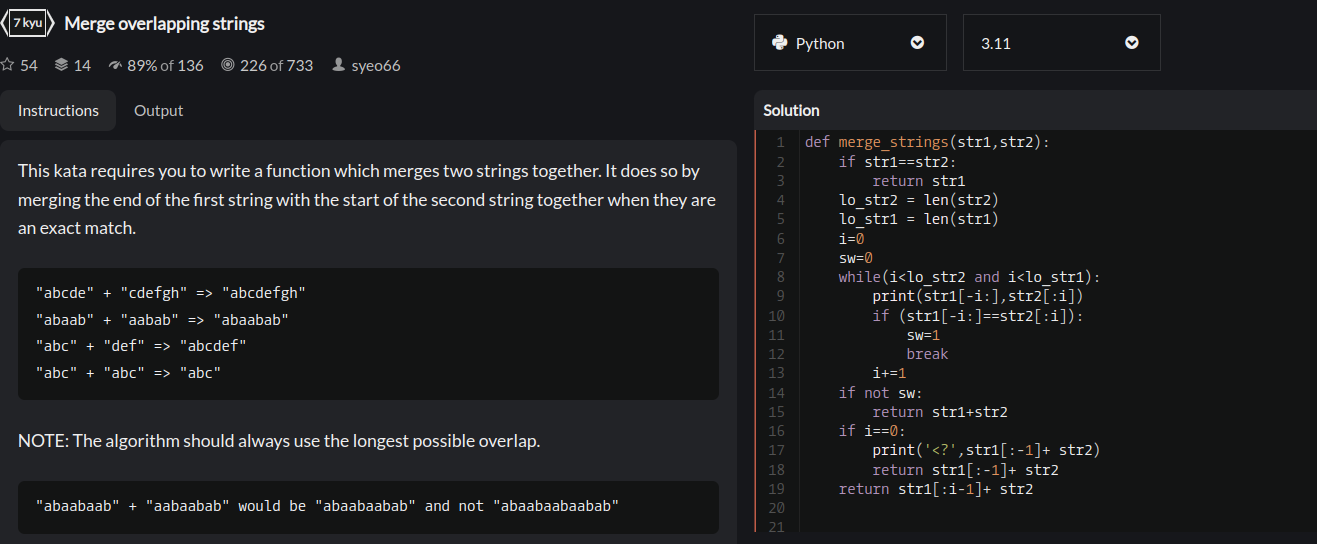 7 kyu Merge overlapping strings
54 14 89% of 136 226 of 733 syeo66
Instructions Output
This kata requires you to write a function which merges two strings together. It does so by
merging the end of the first string with the start of the second string together when they are
an exact match.
"abcde" + "cdefgh" => "abcdefgh"
"abaab" + "aabab" => "abaabab"
"abc" + "def" => "abcdef"
"abc" + "abc" => "abc"
NOTE: The algorithm should always use the longest possible overlap.
"abaabaab" + "aabaabab" would be "abaabaabab" and not "abaabaabaabab"
Python 3.11
Solution
1 def merge_strings(str1,str2):
2     if str1==str2:
3         return str1
4     lo_str2 = len(str2)
5     lo_str1 = len(str1)
6     i=0
7     sw=0
8     while(i<lo_str2 and i<lo_str1):
9         print(str1[-i:],str2[:i])
10         if (str1[-i:]==str2[:i]):
11             sw=1
12             break
13         i+=1
14     if not sw:
15         return str1+str2
16     if i==0:
17         print('<?',str1[:-1]+ str2)
18         return str1[:-1]+ str2
19     return str1[:i-1]+ str2
20
21